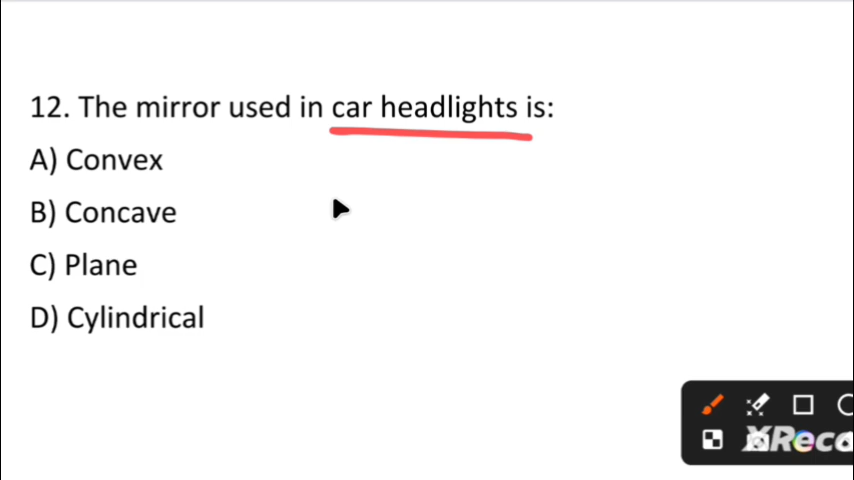 12. The mirror used in car headlights is:
A) Convex
B) Concave
C) Plane
D) Cylindrical